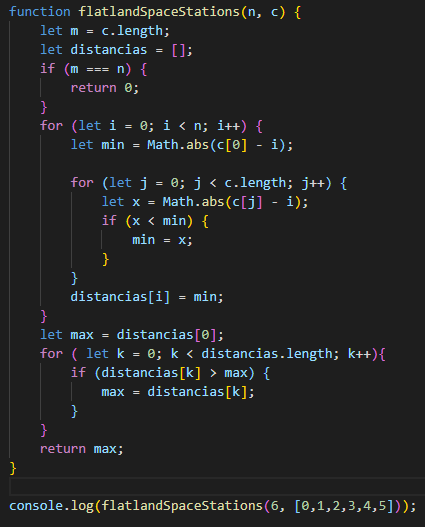 function flatlandSpaceStations(n, c) {
    let m = c.length;
    let distancias = [];
    if (m === n) {
        return 0;
    }
    for (let i = 0; i < n; i++) {
        let min = Math.abs(c[0] - i);

        for (let j = 0; j < c.length; j++) {
            let x = Math.abs(c[j] - i);
            if (x < min) {
                min = x;
            }
        }
        distancias[i] = min;
    }
    let max = distancias[0];
    for ( let k = 0; k < distancias.length; k++){
        if (distancias[k] > max) {
            max = distancias[k];
        }
    }
    return max;
}

console.log(flatlandSpaceStations(6, [0,1,2,3,4,5]));